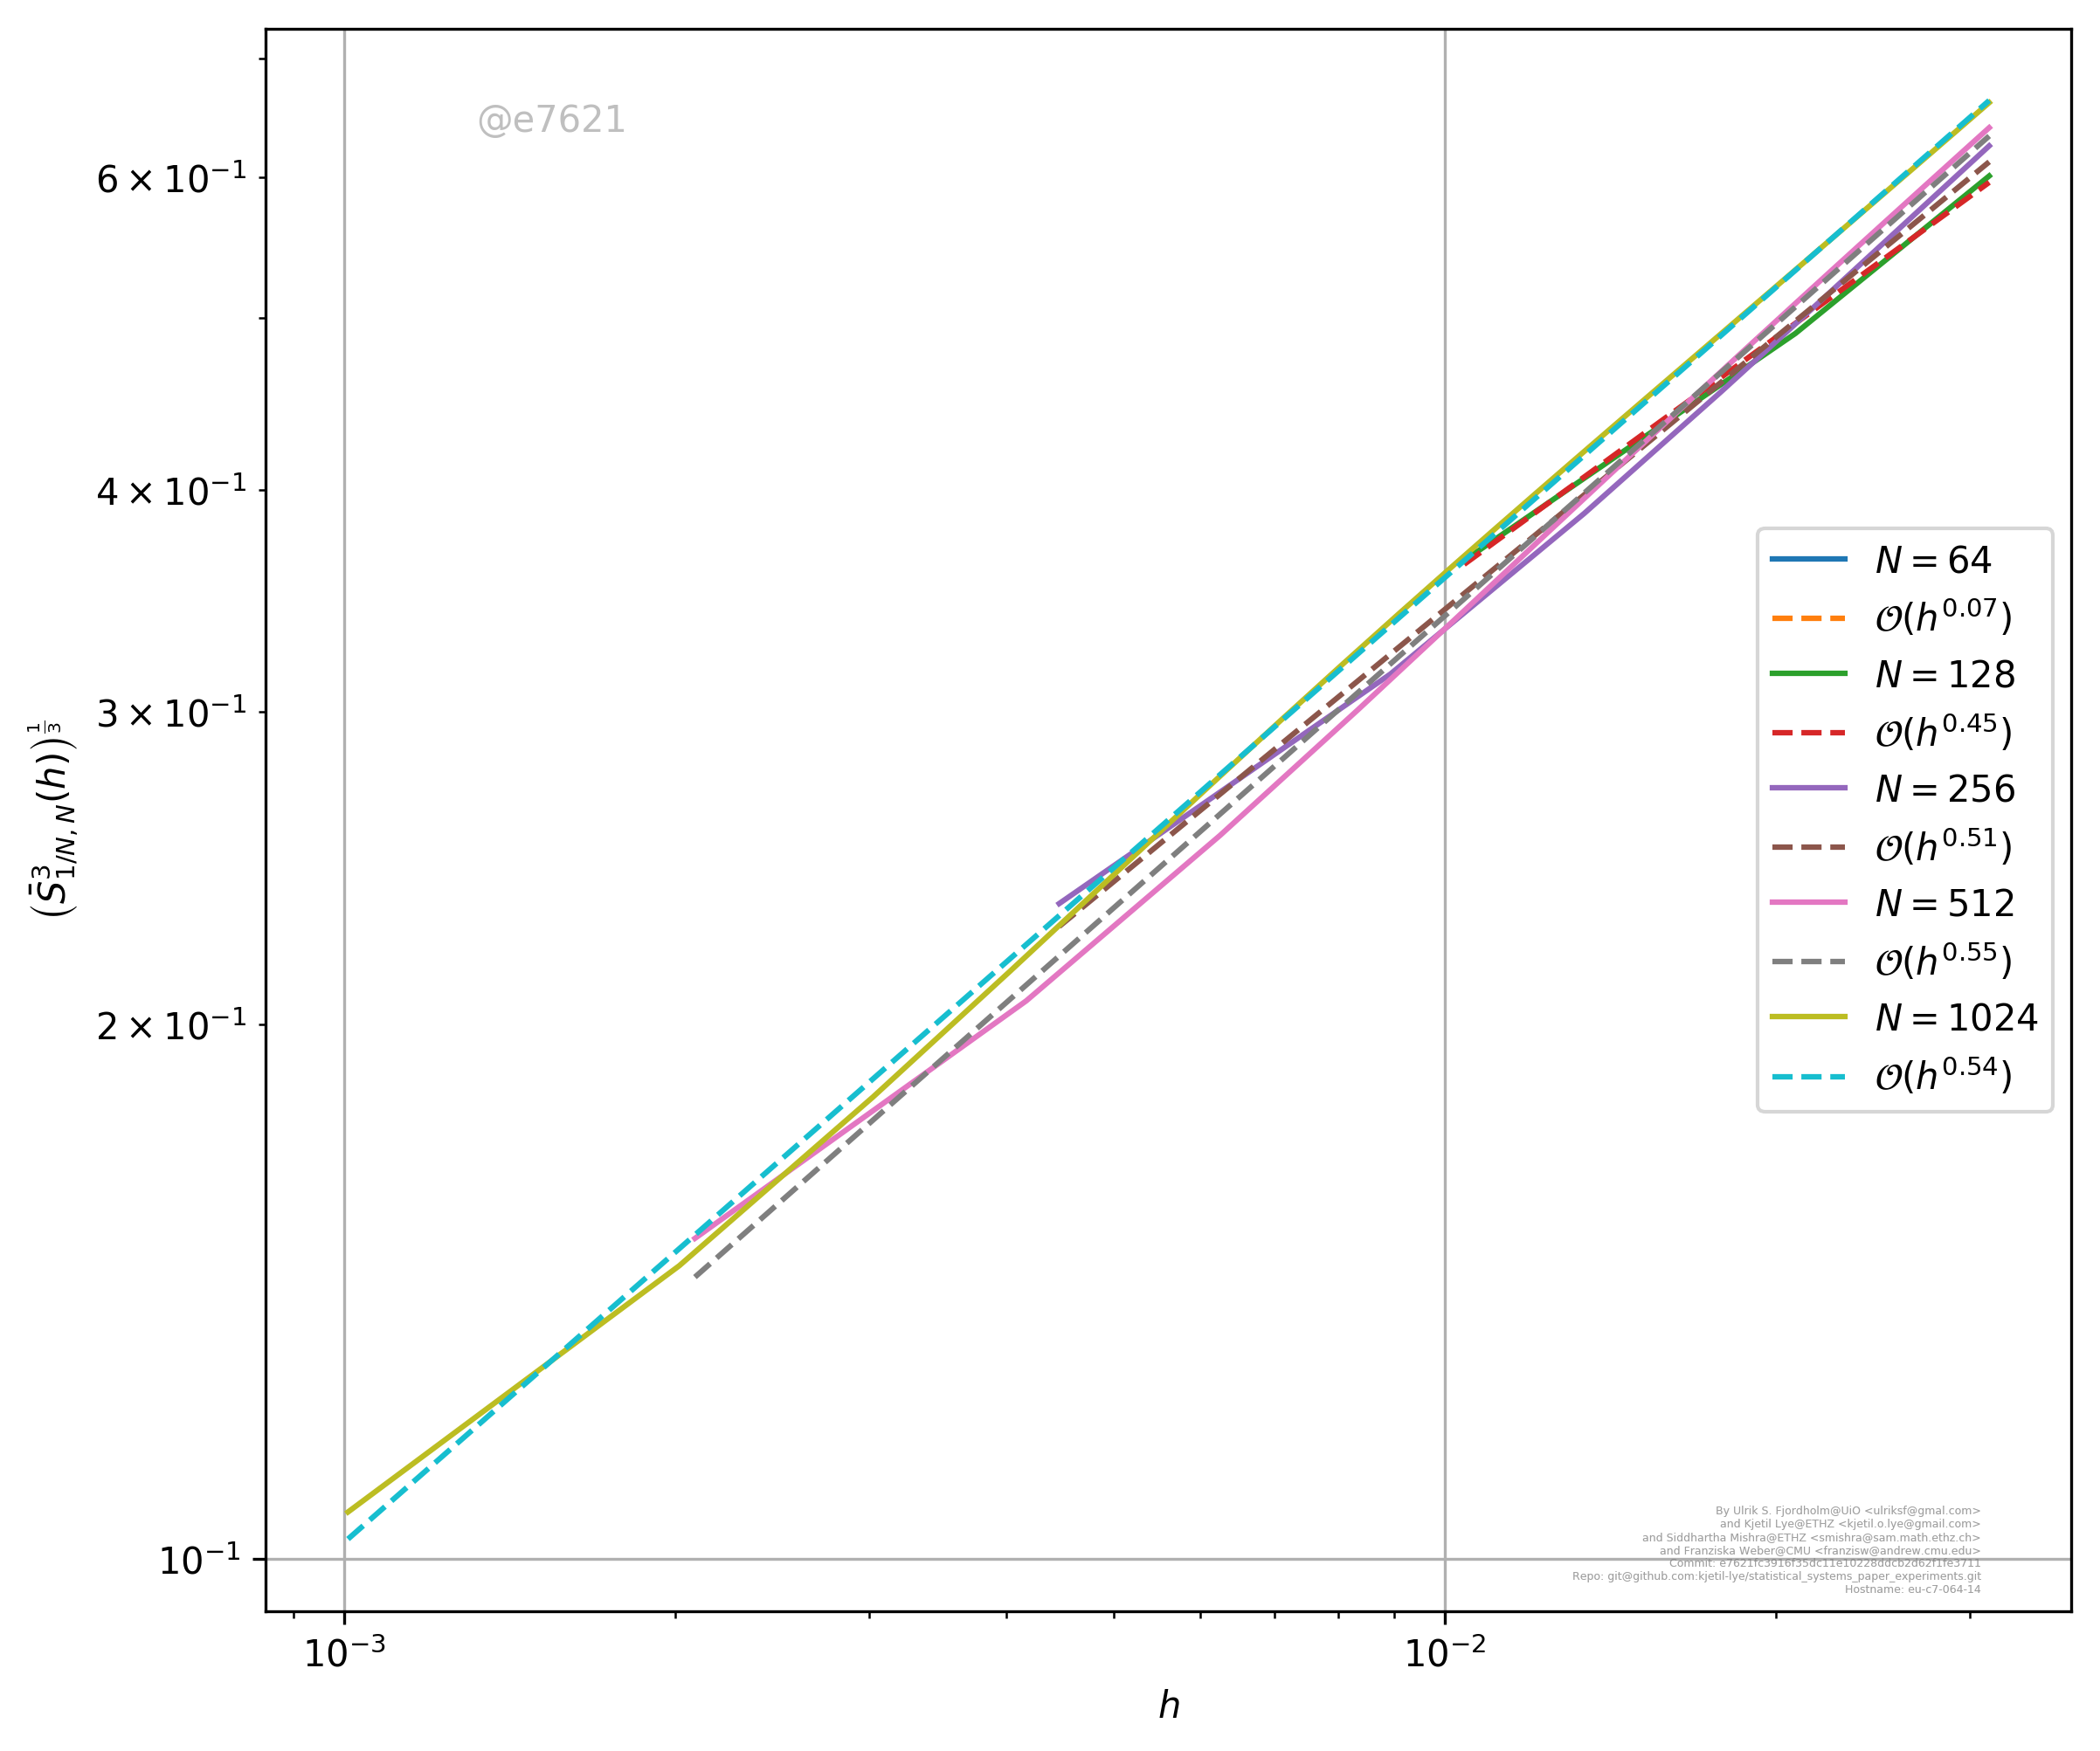 @e7621
6 × 10⁻¹
4 × 10⁻¹
3 × 10⁻¹
2 × 10⁻¹
10⁻¹
(S̄³₁/N, N(h))^(1/3)
N = 64
𝒪(h^0.07)
N = 128
𝒪(h^0.45)
N = 256
𝒪(h^0.51)
N = 512
𝒪(h^0.55)
N = 1024
𝒪(h^0.54)
By Ulrik S. Fjordholm@UiO <ulriksf@gmal.com>
and Kjetil Lye@ETHZ <kjetil.o.lye@gmail.com>
and Siddhartha Mishra@ETHZ <smishra@sam.math.ethz.ch>
and Franziska Weber@CMU <franzisw@andrew.cmu.edu>
Commit: e7621fc3916f35dc11e10228ddcb2d62f1fe3711
Repo: git@github.com:kjetil-lye/statistical_systems_paper_experiments.git
Hostname: eu-c7-064-14
10⁻³
10⁻²
h